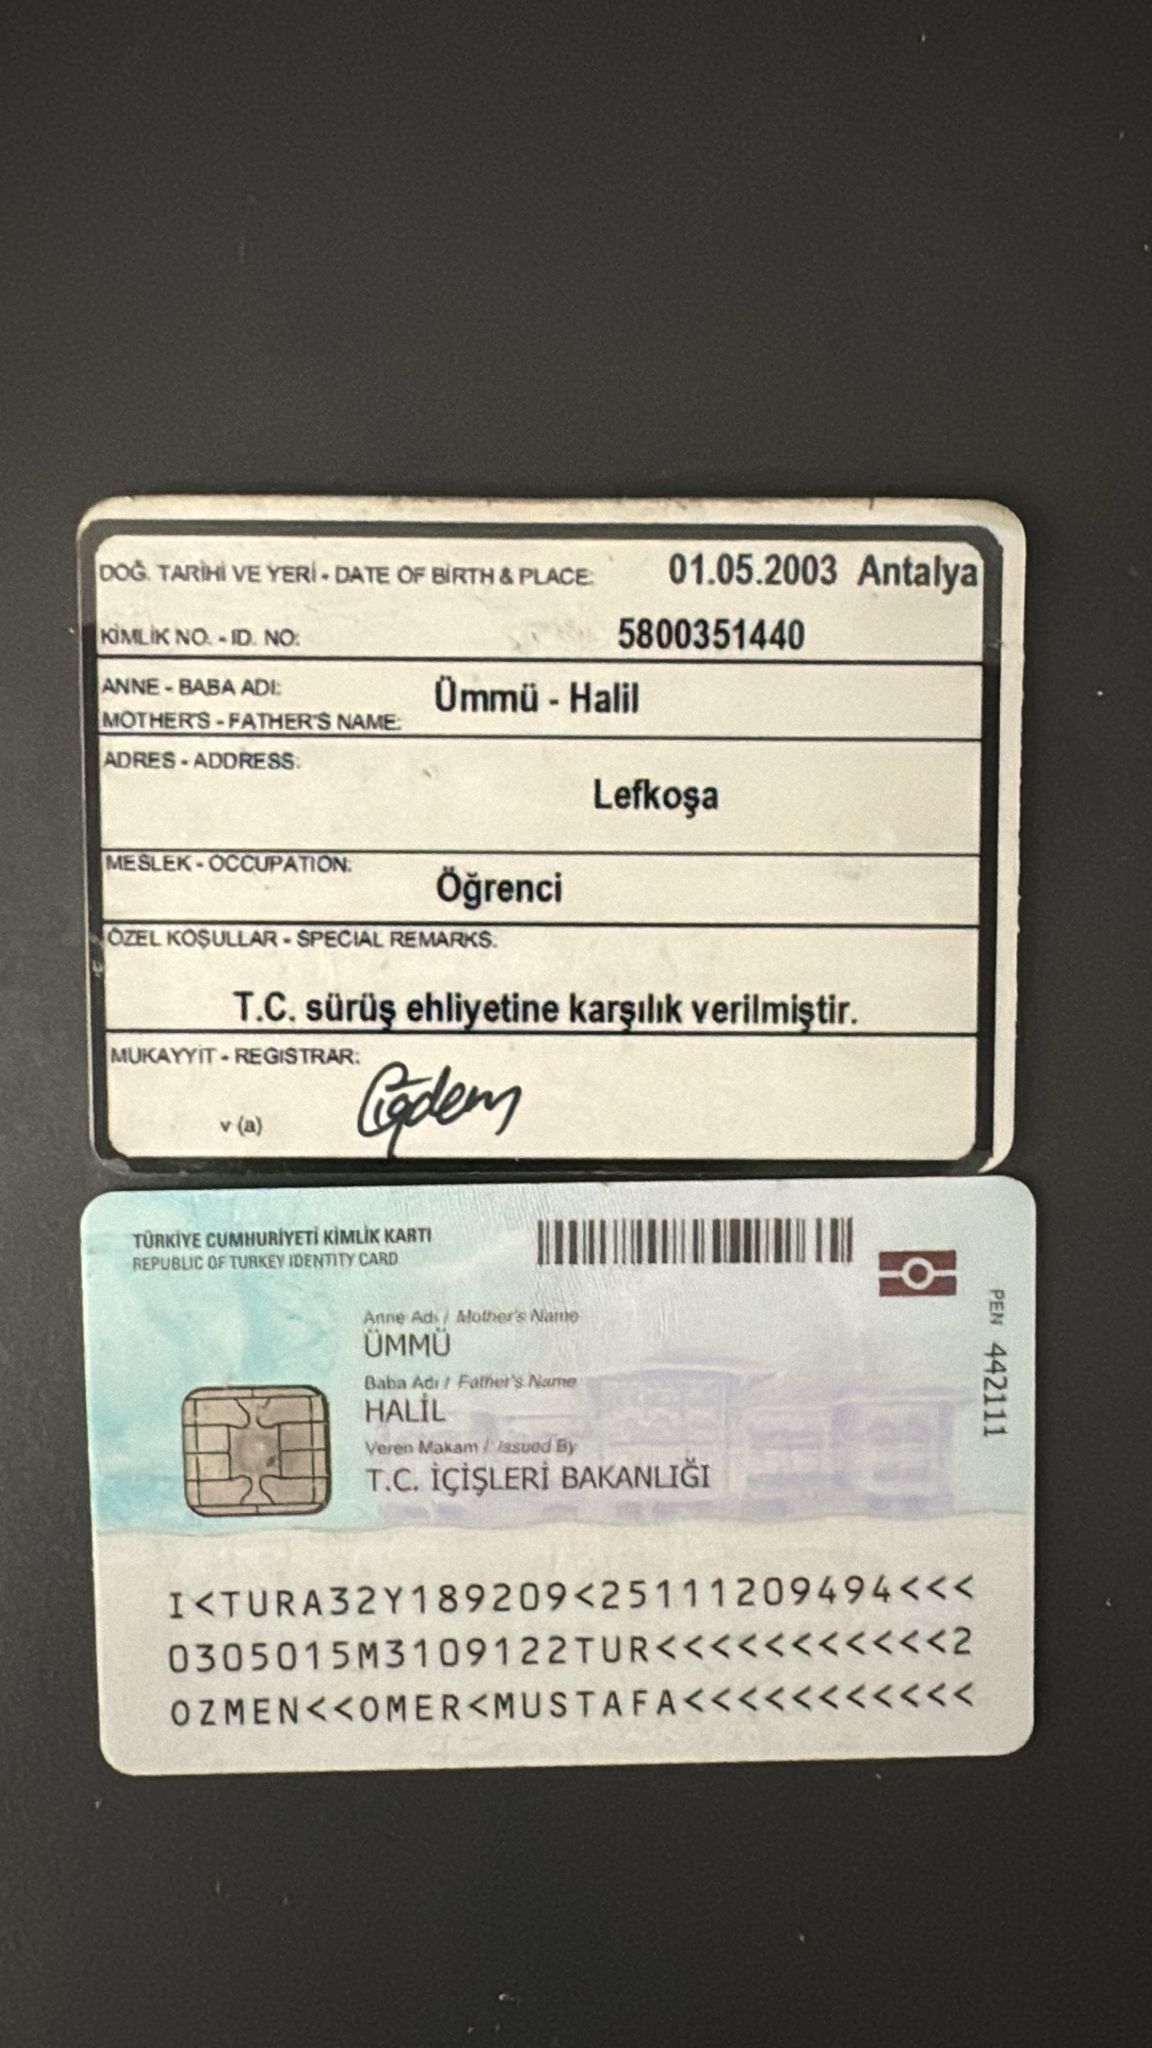 DOĞ. TARİHİ VE YERİ - DATE OF BIRTH & PLACE: 01.05.2003 Antalya
KİMLİK NO. - ID. NO: 5800351440
ANNE - BABA ADI: Ümmü - Halil
MOTHER'S - FATHER'S NAME:
ADRES - ADDRESS:
Lefkoşa
MESLEK - OCCUPATION:
Öğrenci
ÖZEL KOŞULLAR - SPECIAL REMARKS:
T.C. sürüş ehliyetine karşılık verilmiştir.
MUKAYYİT - REGISTRAR:
v (a) Çiğdem
TÜRKİYE CUMHURİYETİ KİMLİK KARTI
REPUBLIC OF TURKEY IDENTITY CARD
Anne Adı / Mother's Name
ÜMMÜ
Baba Adı / Father's Name
HALİL
Veren Makam / Issued By
T.C. İÇİŞLERİ BAKANLIĞI
PEN 442111
I<TURA32Y189209<25111209494<<<
0305015M3109122TUR<<<<<<<<<<<2
OZMEN<<OMER<MUSTAFA<<<<<<<<<<<